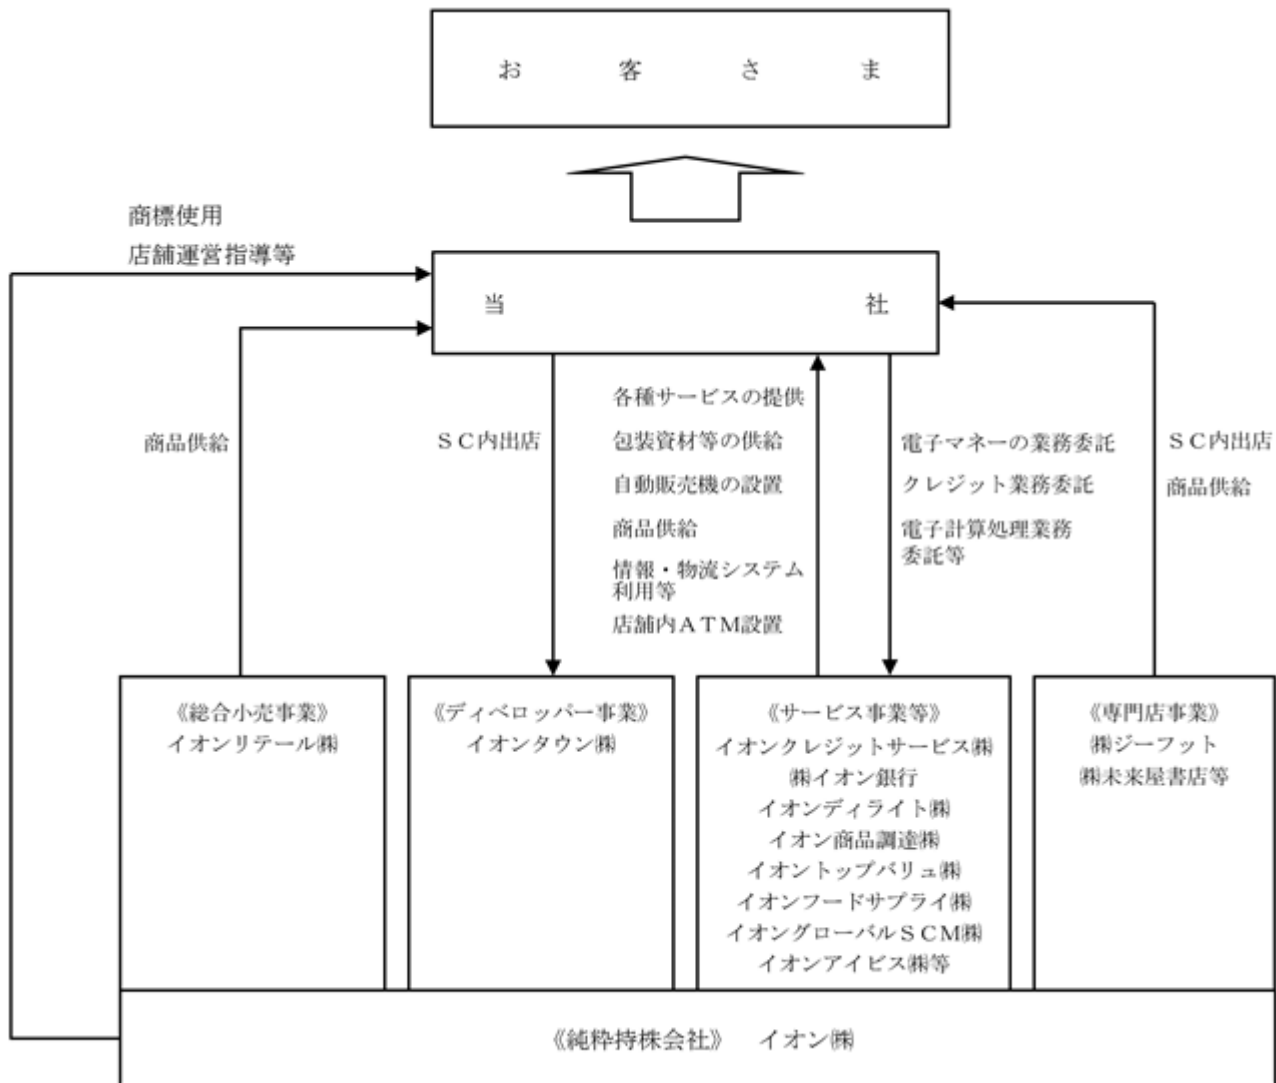 お客さま
商標使用
店舗運営指導等
当社
商品供給
ＳＣ内出店
各種サービスの提供
包装資材等の供給
自動販売機の設置
商品供給
情報・物流システム
利用等
店舗内ＡＴＭ設置
電子マネーの業務委託
クレジット業務委託
電子計算処理業務
委託等
ＳＣ内出店
商品供給
《総合小売事業》
イオンリテール㈱
《ディベロッパー事業》
イオンタウン㈱
《サービス事業等》
イオンクレジットサービス㈱
㈱イオン銀行
イオンディライト㈱
イオン商品調達㈱
イオントップバリュ㈱
イオンフードサプライ㈱
イオングローバルＳＣＭ㈱
イオンアイビス㈱等
《専門店事業》
㈱ジーフット
㈱未来屋書店等
《純粋持株会社》　イオン㈱